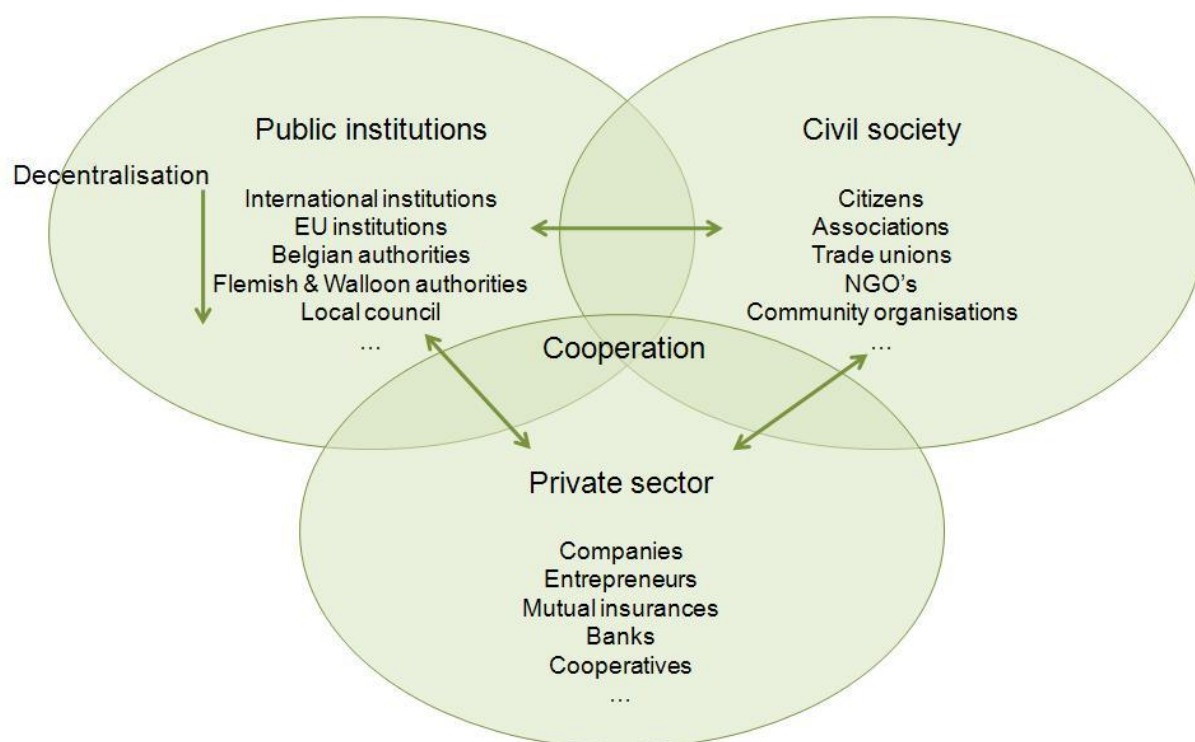 Public institutions
Decentralisation
International institutions
EU institutions
Belgian authorities
Flemish & Walloon authorities
Local council
...
Civil society
Citizens
Associations
Trade unions
NGO's
Community organisations
...
Cooperation
Private sector
Companies
Entrepreneurs
Mutual insurances
Banks
Cooperatives
...